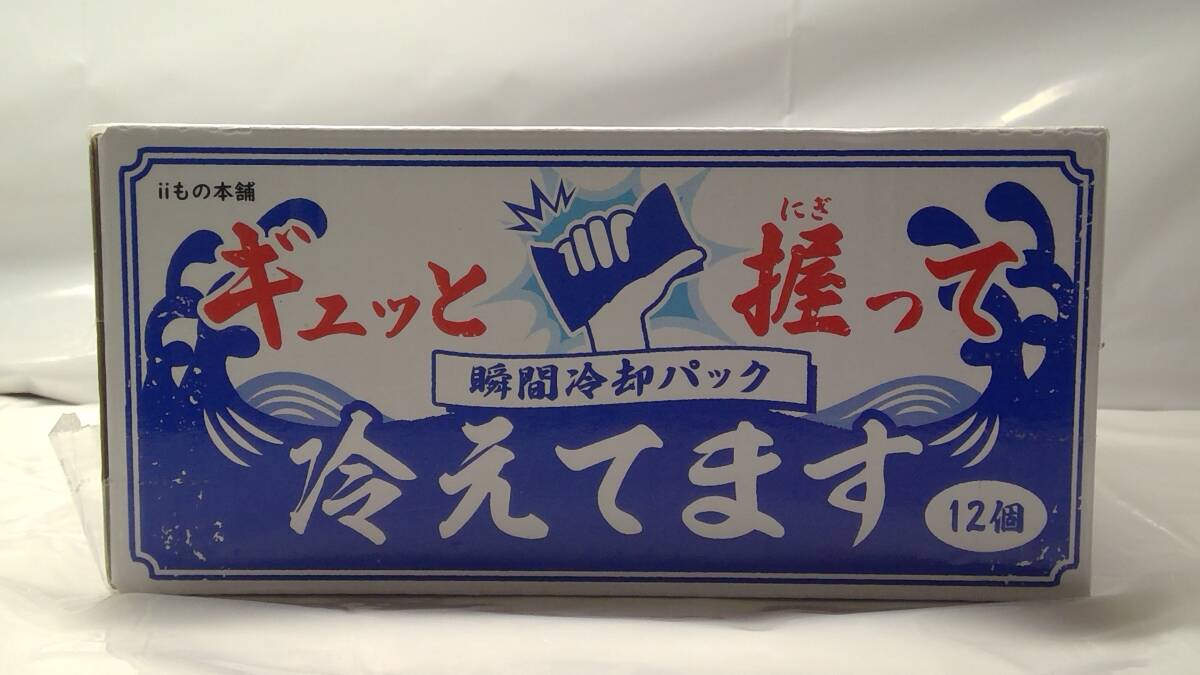 iiもの本舗
ギュッと
にぎ
握って
瞬間冷却パック
冷えてます
12個